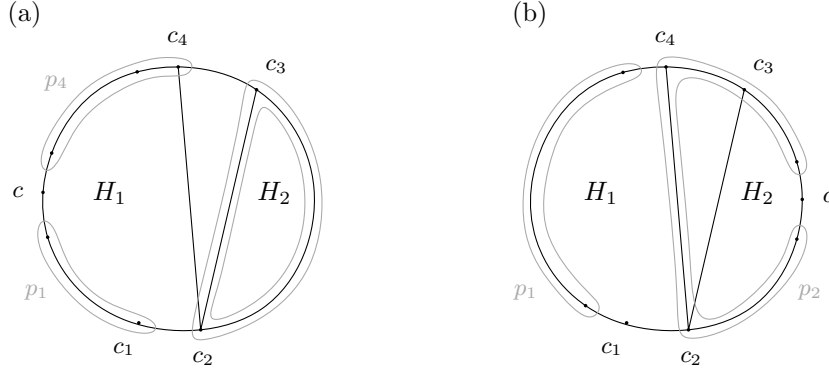 (a)
c₄
c₃
p₄
c
H₁
H₂
p₁
c₁
c₂
(b)
c₄
c₃
H₁
H₂
c
p₁
p₂
c₁
c₂